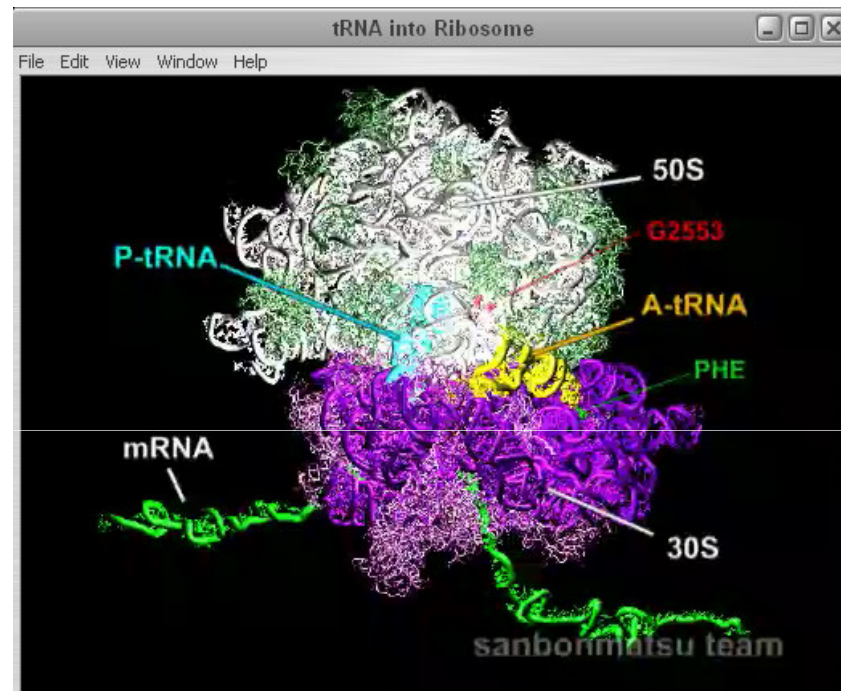 tRNA into Ribosome
File Edit View Window Help
50S
G2553
P-tRNA
A-tRNA
PHE
mRNA
30S
sanbonmatsu team